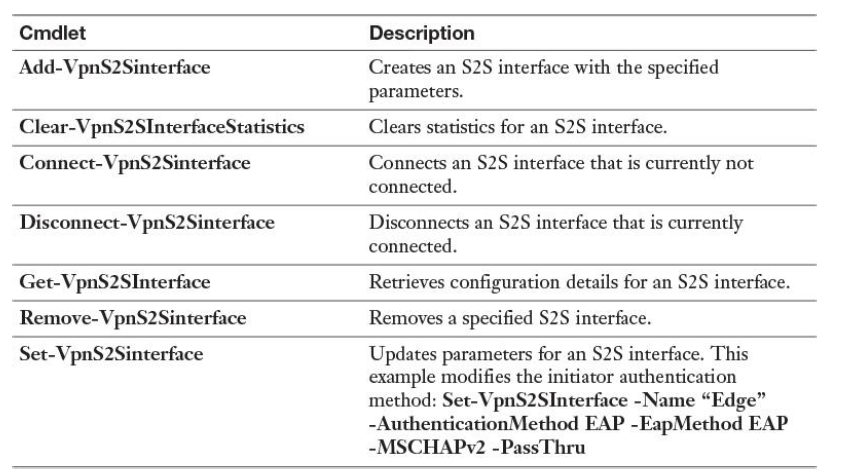 Cmdlet Description
Add-VpnS2Sinterface Creates an S2S interface with the specified
parameters.
Clear-VpnS2SInterfaceStatistics Clears statistics for an S2S interface.
Connect-VpnS2Sinterface Connects an S2S interface that is currently not
connected.
Disconnect-VpnS2Sinterface Disconnects an S2S interface that is currently
connected.
Get-VpnS2SInterface Retrieves configuration details for an S2S interface.
Remove-VpnS2Sinterface Removes a specified S2S interface.
Set-VpnS2Sinterface Updates parameters for an S2S interface. This
example modifies the initiator authentication
method: Set-VpnS2SInterface -Name “Edge”
-AuthenticationMethod EAP -EapMethod EAP
-MSCHAPv2 -PassThru